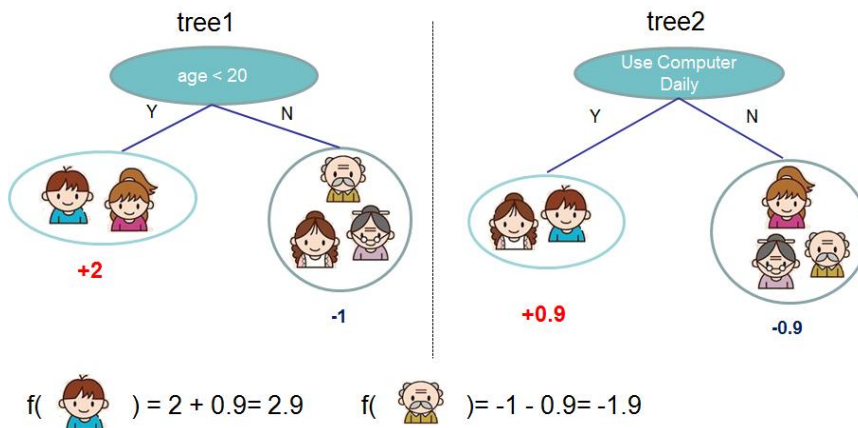 tree1
tree2
age < 20
Use Computer
Daily
Y
N
Y
N
+2
-1
+0.9
-0.9
f( ) = 2 + 0.9= 2.9
f( )= -1 - 0.9= -1.9